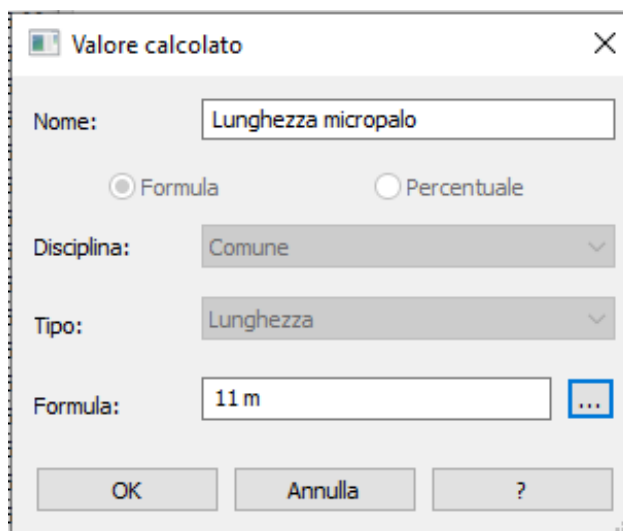 Valore calcolato
Nome: Lunghezza micropalo
Formula Percentuale
Disciplina: Comune
Tipo: Lunghezza
Formula: 11 m ...
OK Annulla ?